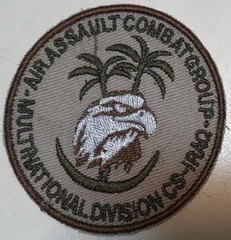 · AIR ASSAULT COMBAT GROUP ·
MULTINATIONAL DIVISION · CS - IRAQ